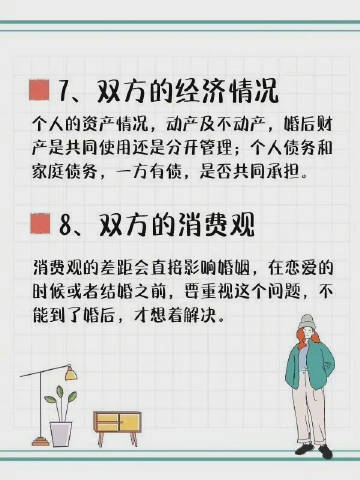 7、双方的经济情况
个人的资产情况，动产及不动产，婚后财
产是共同使用还是分开管理；个人债务和
家庭债务，一方有债，是否共同承担。
8、双方的消费观
消费观的差距会直接影响婚姻，在恋爱的
时候或者结婚之前，要重视这个问题，不
能到了婚后，才想着解决。